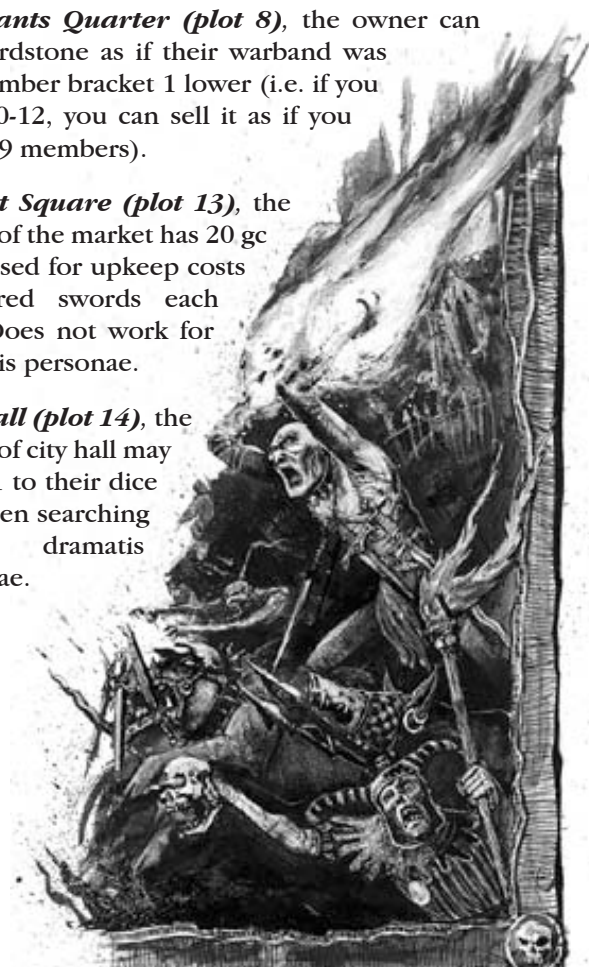 ants Quarter (plot 8), the owner can
rdstone as if their warband was
mber bracket 1 lower (i.e. if you
0-12, you can sell it as if you
9 members).
t Square (plot 13), the
of the market has 20 gc
sed for upkeep costs
red swords each
Does not work for
is personae.
all (plot 14), the
of city hall may
to their dice
en searching
dramatis
ae.